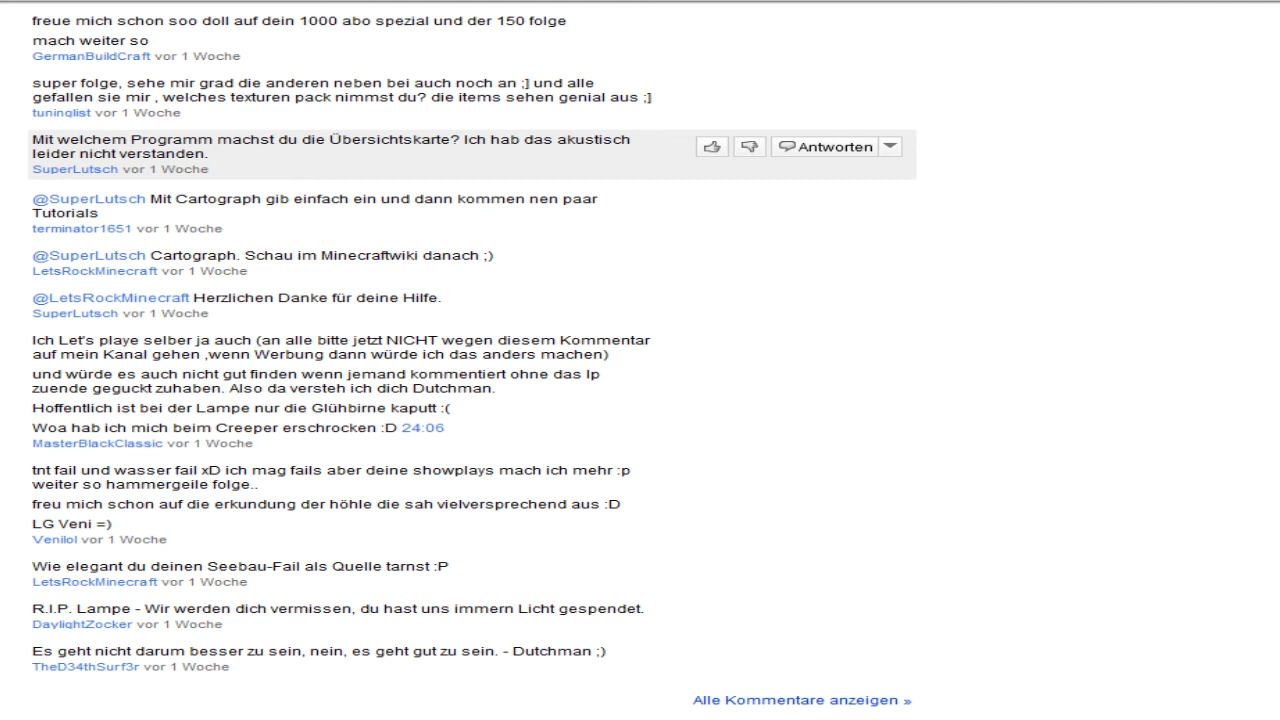 freue mich schon soo doll auf dein 1000 abo spezial und der 150 folge
mach weiter so
GermanBuildCraft vor 1 Woche
super folge, sehe mir grad die anderen neben bei auch noch an ;] und alle
gefallen sie mir , welches texturen pack nimmst du? die items sehen genial aus ;]
tuninglist vor 1 Woche
Mit welchem Programm machst du die Übersichtskarte? Ich hab das akustisch
leider nicht verstanden.
Antworten
SuperLutsch vor 1 Woche
@SuperLutsch Mit Cartograph gib einfach ein und dann kommen nen paar
Tutorials
terminator1651 vor 1 Woche
@SuperLutsch Cartograph. Schau im Minecraftwiki danach ;)
LetsRockMinecraft vor 1 Woche
@LetsRockMinecraft Herzlichen Danke für deine Hilfe.
SuperLutsch vor 1 Woche
Ich Let's playe selber ja auch (an alle bitte jetzt NICHT wegen diesem Kommentar
auf mein Kanal gehen ,wenn Werbung dann würde ich das anders machen)
und würde es auch nicht gut finden wenn jemand kommentiert ohne das lp
zuende geguckt zuhaben. Also da versteh ich dich Dutchman.
Hoffentlich ist bei der Lampe nur die Glühbirne kaputt :(
Woa hab ich mich beim Creeper erschrocken :D 24:06
MasterBlackClassic vor 1 Woche
tnt fail und wasser fail xD ich mag fails aber deine showplays mach ich mehr :p
weiter so hammergeile folge..
freu mich schon auf die erkundung der höhle die sah vielversprechend aus :D
LG Veni =)
Venilol vor 1 Woche
Wie elegant du deinen Seebau-Fail als Quelle tarnst :P
LetsRockMinecraft vor 1 Woche
R.I.P. Lampe - Wir werden dich vermissen, du hast uns immern Licht gespendet.
DaylightZocker vor 1 Woche
Es geht nicht darum besser zu sein, nein, es geht gut zu sein. - Dutchman ;)
TheD34thSurf3r vor 1 Woche
Alle Kommentare anzeigen »